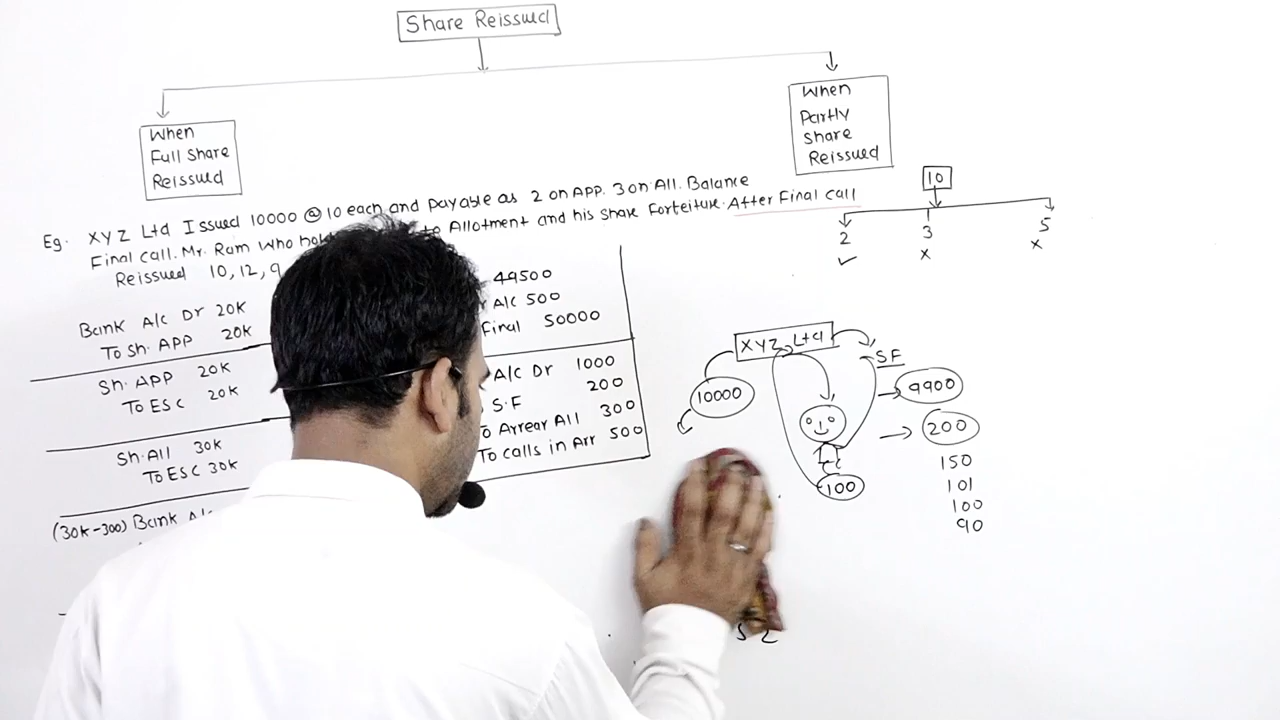 Share Reissued
When
Full Share
Reissued
When
Partly
Share
Reissued
Eg. XYZ Ltd Issued 10000 @ 10 each and payable as 2 on APP. 3 on All. Balance
Final call. Mr. Ram Who to Allotment and his share Forfeiture. After Final call
Reissued 10, 12, 9
10
2 3 5
✓ x x
Bank A/c Dr 20K
To Sh. APP 20K
Sh. APP 20K
To ESC 20K
Sh. All 30K
To ESC 30K
(30K-300) Bank
49500
A/c 500
Final 50000
A/c Dr 1000
S.F 200
To Arrear All 300
To calls in Arr 500
XYZ Ltd
SF
10000
100
9900
200
150
101
100
90